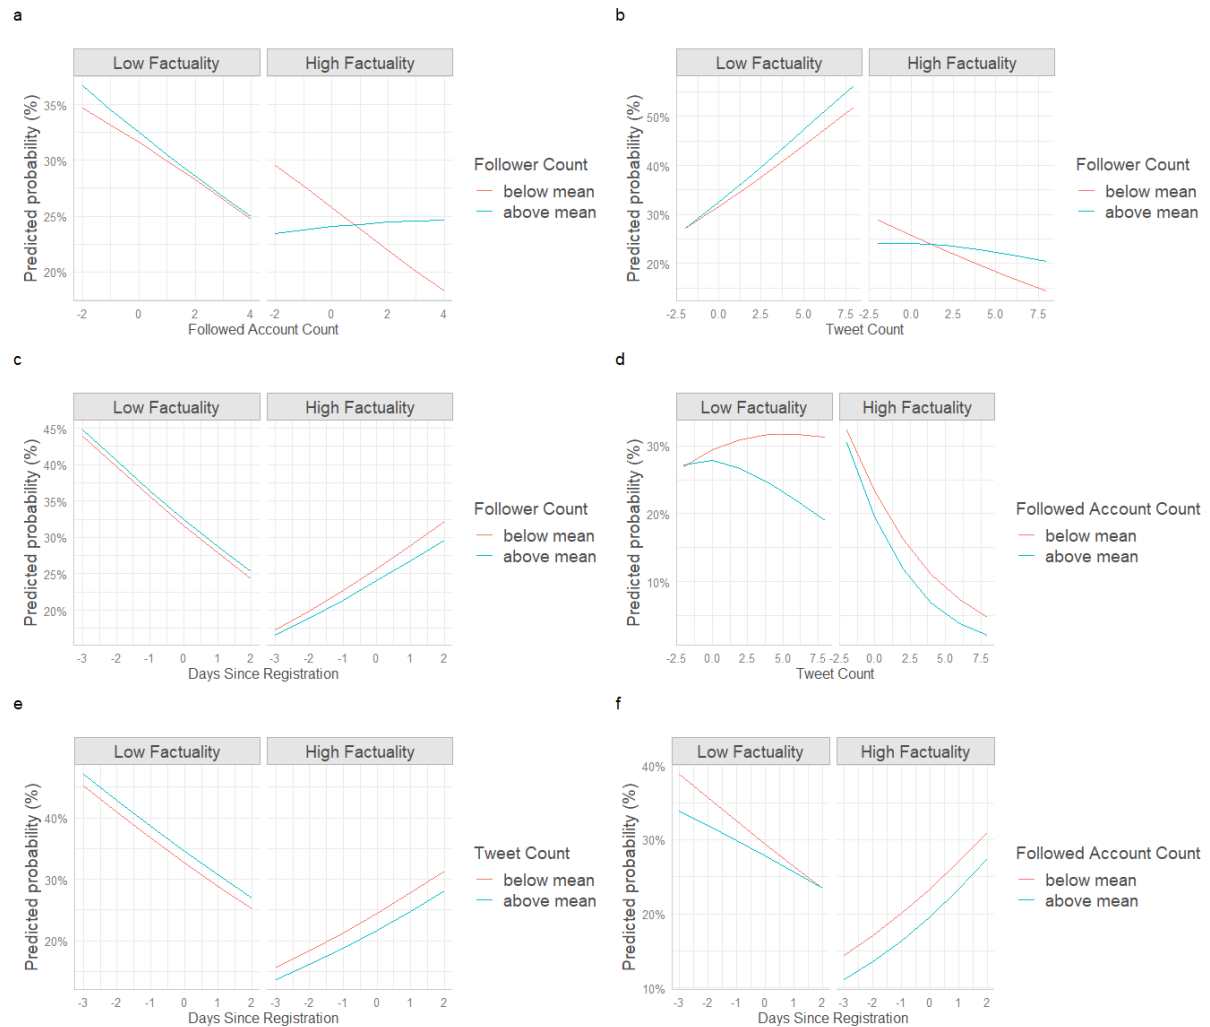 a
Low Factuality High Factuality
Predicted probability (%)
35%
30%
25%
20%
-2 0 2 4 -2 0 2 4
Followed Account Count
Follower Count
below mean
above mean
b
Low Factuality High Factuality
Predicted probability (%)
50%
40%
30%
20%
-2.5 0.0 2.5 5.0 7.5 -2.5 0.0 2.5 5.0 7.5
Tweet Count
Follower Count
below mean
above mean
c
Low Factuality High Factuality
Predicted probability (%)
45%
40%
35%
30%
25%
20%
-3 -2 -1 0 1 2 -3 -2 -1 0 1 2
Days Since Registration
Follower Count
below mean
above mean
d
Low Factuality High Factuality
Predicted probability (%)
30%
20%
10%
-2.5 0.0 2.5 5.0 7.5 -2.5 0.0 2.5 5.0 7.5
Tweet Count
Followed Account Count
below mean
above mean
e
Low Factuality High Factuality
Predicted probability (%)
40%
30%
20%
-3 -2 -1 0 1 2 -3 -2 -1 0 1 2
Days Since Registration
Tweet Count
below mean
above mean
f
Low Factuality High Factuality
Predicted probability (%)
40%
30%
20%
10%
-3 -2 -1 0 1 2 -3 -2 -1 0 1 2
Days Since Registration
Followed Account Count
below mean
above mean